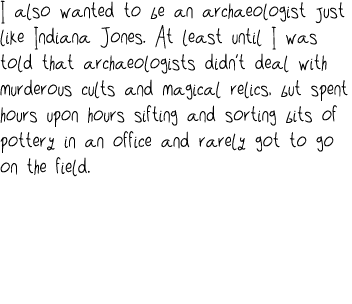 I also wanted to be an archaeologist just
like Indiana Jones. At least until I was
told that archaeologists didn't deal with
murderous cults and magical relics, but spent
hours upon hours sifting and sorting bits of
pottery in an office and rarely got to go
on the field.